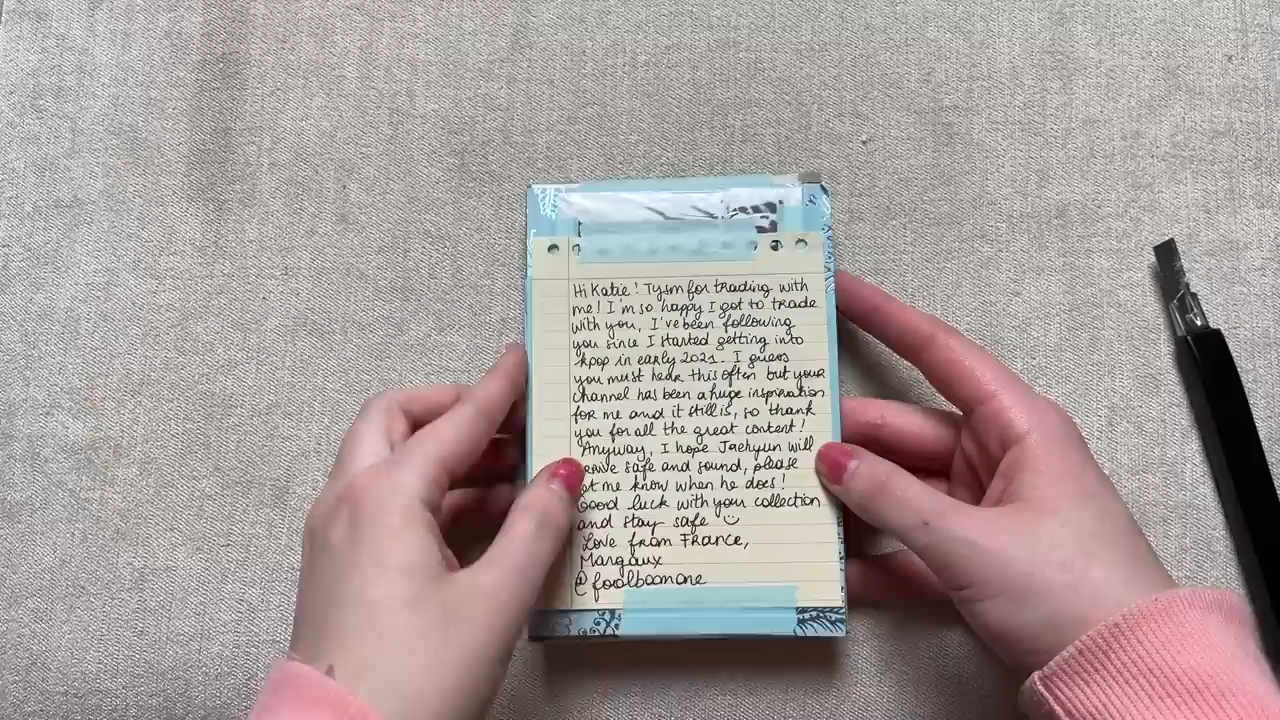 Hi Katie! Tysm for trading with
me! I'm so happy I got to trade
with you, I've been following
you since I started getting into
kpop in early 2021. I guess
you must hear this often but your
channel has been a huge inspiration
for me and it still is, so thank
you for all the great content!
Anyway, I hope Jaehyun will
arrive safe and sound, please
let me know when he does!
Good luck with your collection
and stay safe
Love from France,
Margaux
@foolboomone